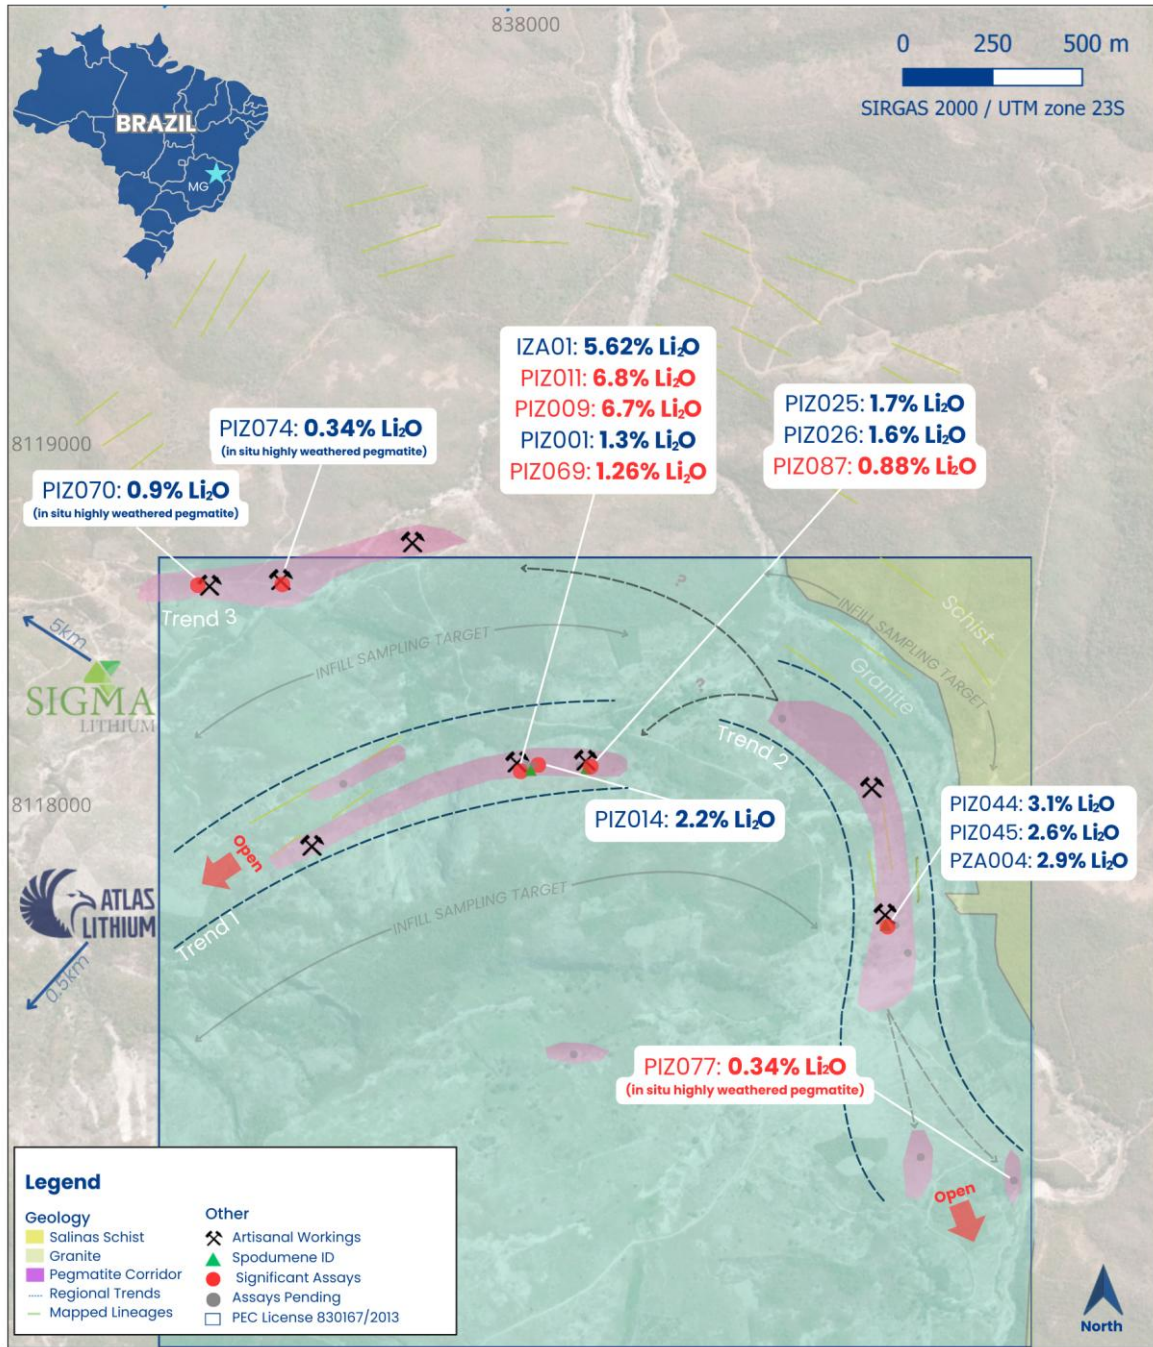 838000
0 250 500 m
SIRGAS 2000 / UTM zone 23S
BRAZIL
MG
IZA01: 5.62% Li₂O
PIZ011: 6.8% Li₂O
PIZ009: 6.7% Li₂O
PIZ001: 1.3% Li₂O
PIZ069: 1.26% Li₂O
PIZ025: 1.7% Li₂O
PIZ026: 1.6% Li₂O
PIZ087: 0.88% Li₂O
PIZ074: 0.34% Li₂O
(in situ highly weathered pegmatite)
8119000
PIZ070: 0.9% Li₂O
(in situ highly weathered pegmatite)
Trend 3
?
INFILL SAMPLING TARGET
Schist
INFILL SAMPLING TARGET
Granite
5km
SIGMA
LITHIUM
?
Trend 2
8118000
PIZ014: 2.2% Li₂O
PIZ044: 3.1% Li₂O
PIZ045: 2.6% Li₂O
PZA004: 2.9% Li₂O
Open
ATLAS
LITHIUM
INFILL SAMPLING TARGET
Trend 1
0.5km
PIZ077: 0.34% Li₂O
(in situ highly weathered pegmatite)
Open
Legend
Geology
Salinas Schist
Granite
Pegmatite Corridor
Regional Trends
Mapped Lineages
Other
Artisanal Workings
Spodumene ID
Significant Assays
Assays Pending
PEC License 830167/2013
North